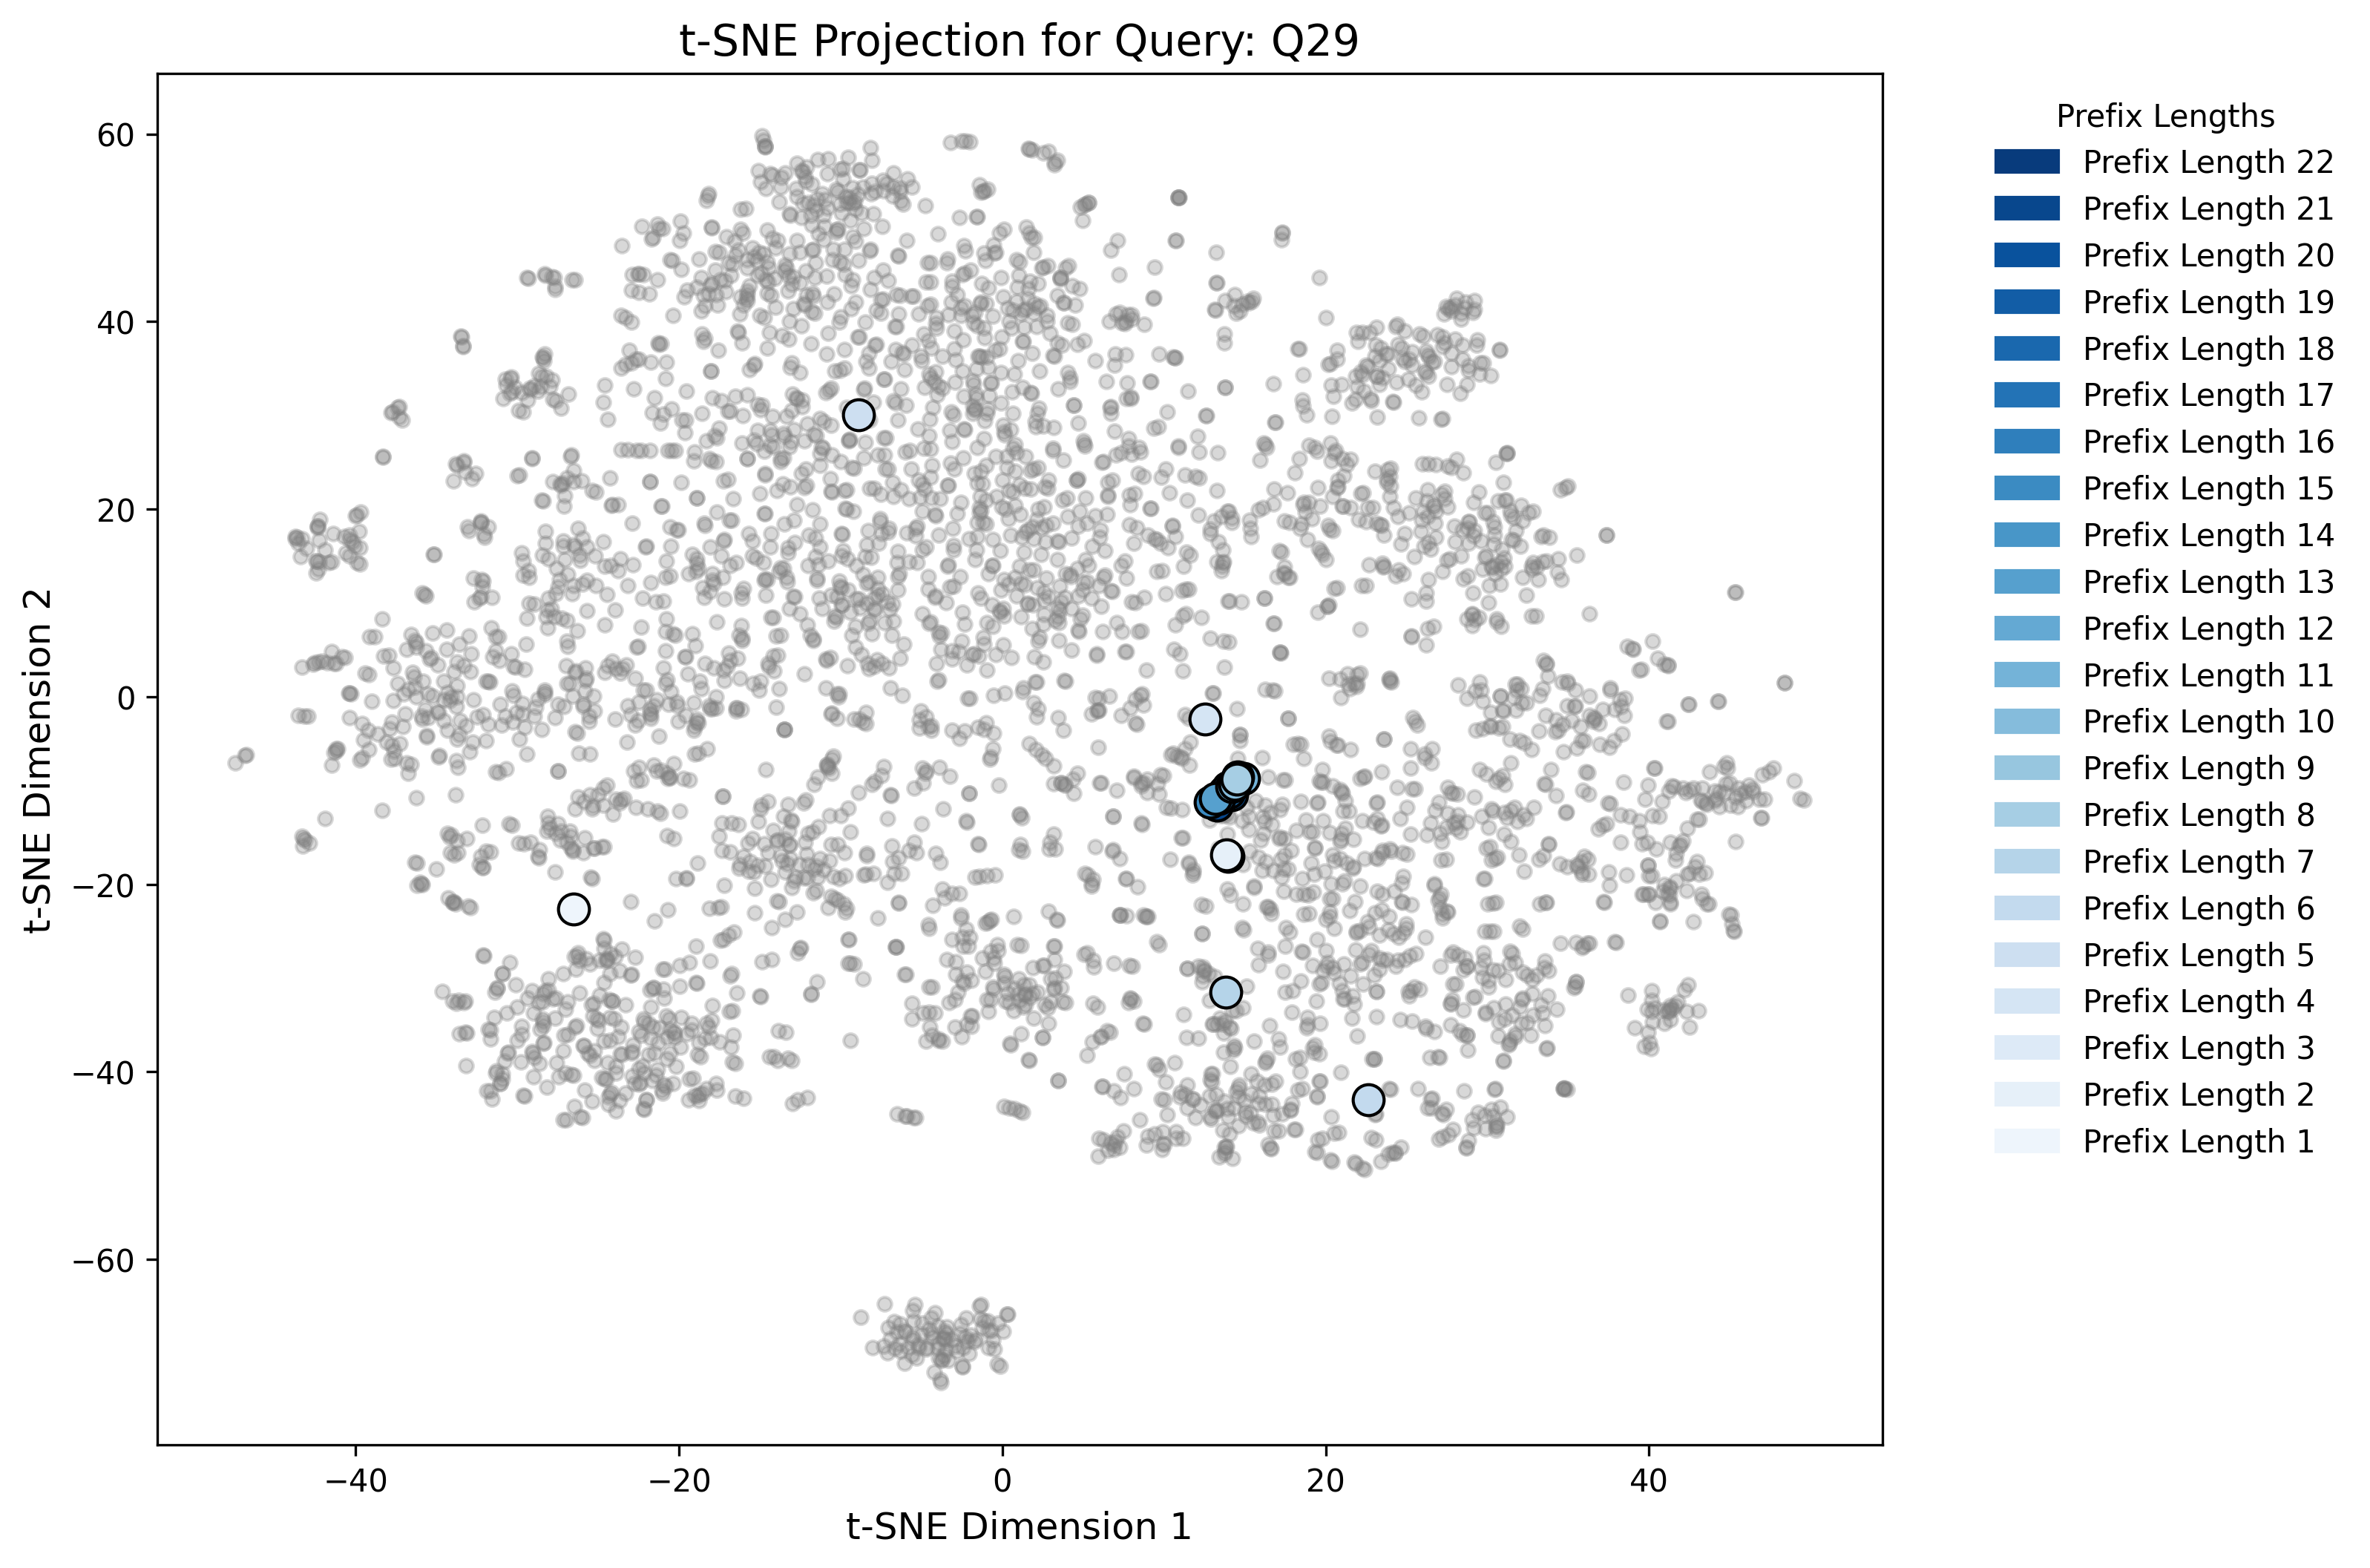 t-SNE Projection for Query: Q29
t-SNE Dimension 2
60
40
20
0
−20
−40
−60
−40
−20
0
20
40
t-SNE Dimension 1
Prefix Lengths
Prefix Length 22
Prefix Length 21
Prefix Length 20
Prefix Length 19
Prefix Length 18
Prefix Length 17
Prefix Length 16
Prefix Length 15
Prefix Length 14
Prefix Length 13
Prefix Length 12
Prefix Length 11
Prefix Length 10
Prefix Length 9
Prefix Length 8
Prefix Length 7
Prefix Length 6
Prefix Length 5
Prefix Length 4
Prefix Length 3
Prefix Length 2
Prefix Length 1